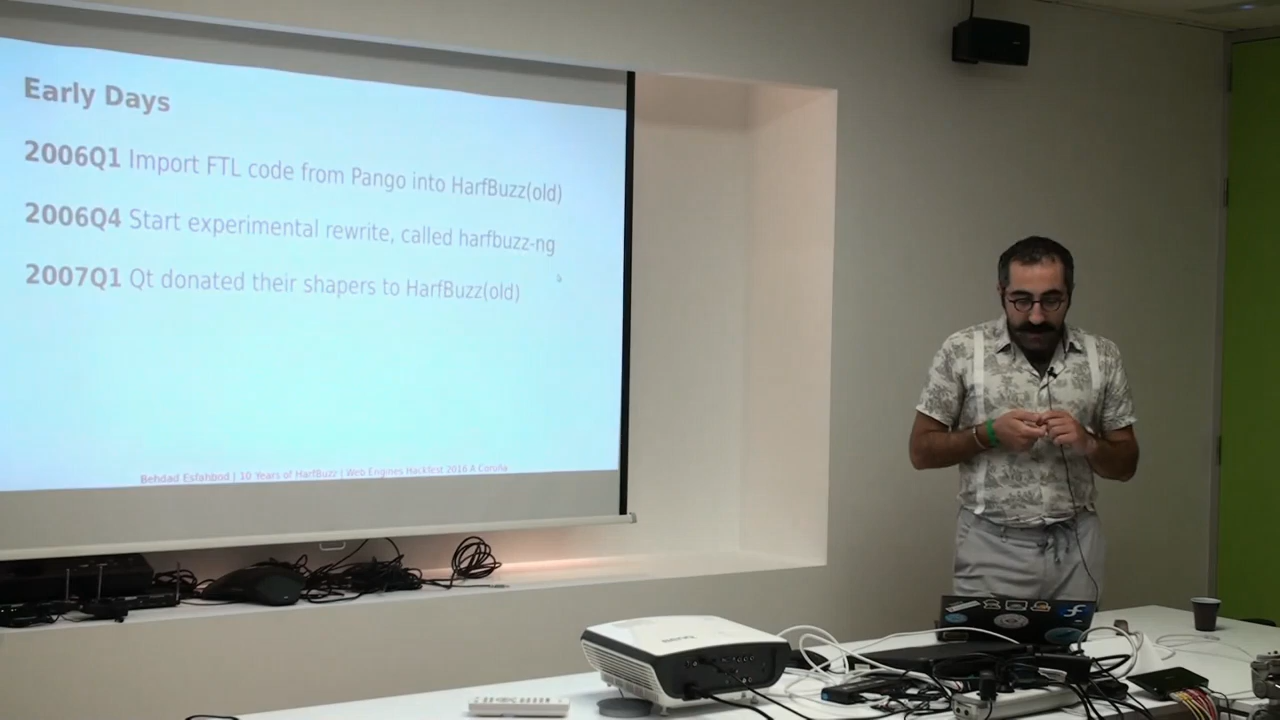 Early Days
2006Q1 Import FTL code from Pango into HarfBuzz(old)
2006Q4 Start experimental rewrite, called harfbuzz-ng
2007Q1 Qt donated their shapers to HarfBuzz(old)
Behdad Esfahbod | 10 Years of HarfBuzz | Web Engines Hackfest 2016 A Coruña
BenQ